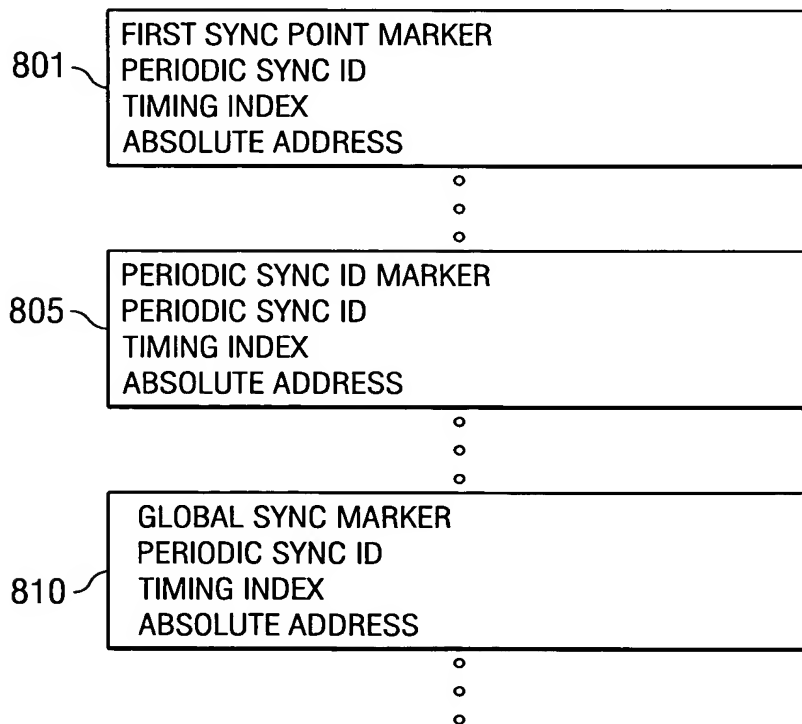 FIRST SYNC POINT MARKER
801
PERIODIC SYNC ID
TIMING INDEX
ABSOLUTE ADDRESS
PERIODIC SYNC ID MARKER
805
PERIODIC SYNC ID
TIMING INDEX
ABSOLUTE ADDRESS
GLOBAL SYNC MARKER
PERIODIC SYNC ID
810
TIMING INDEX
ABSOLUTE ADDRESS